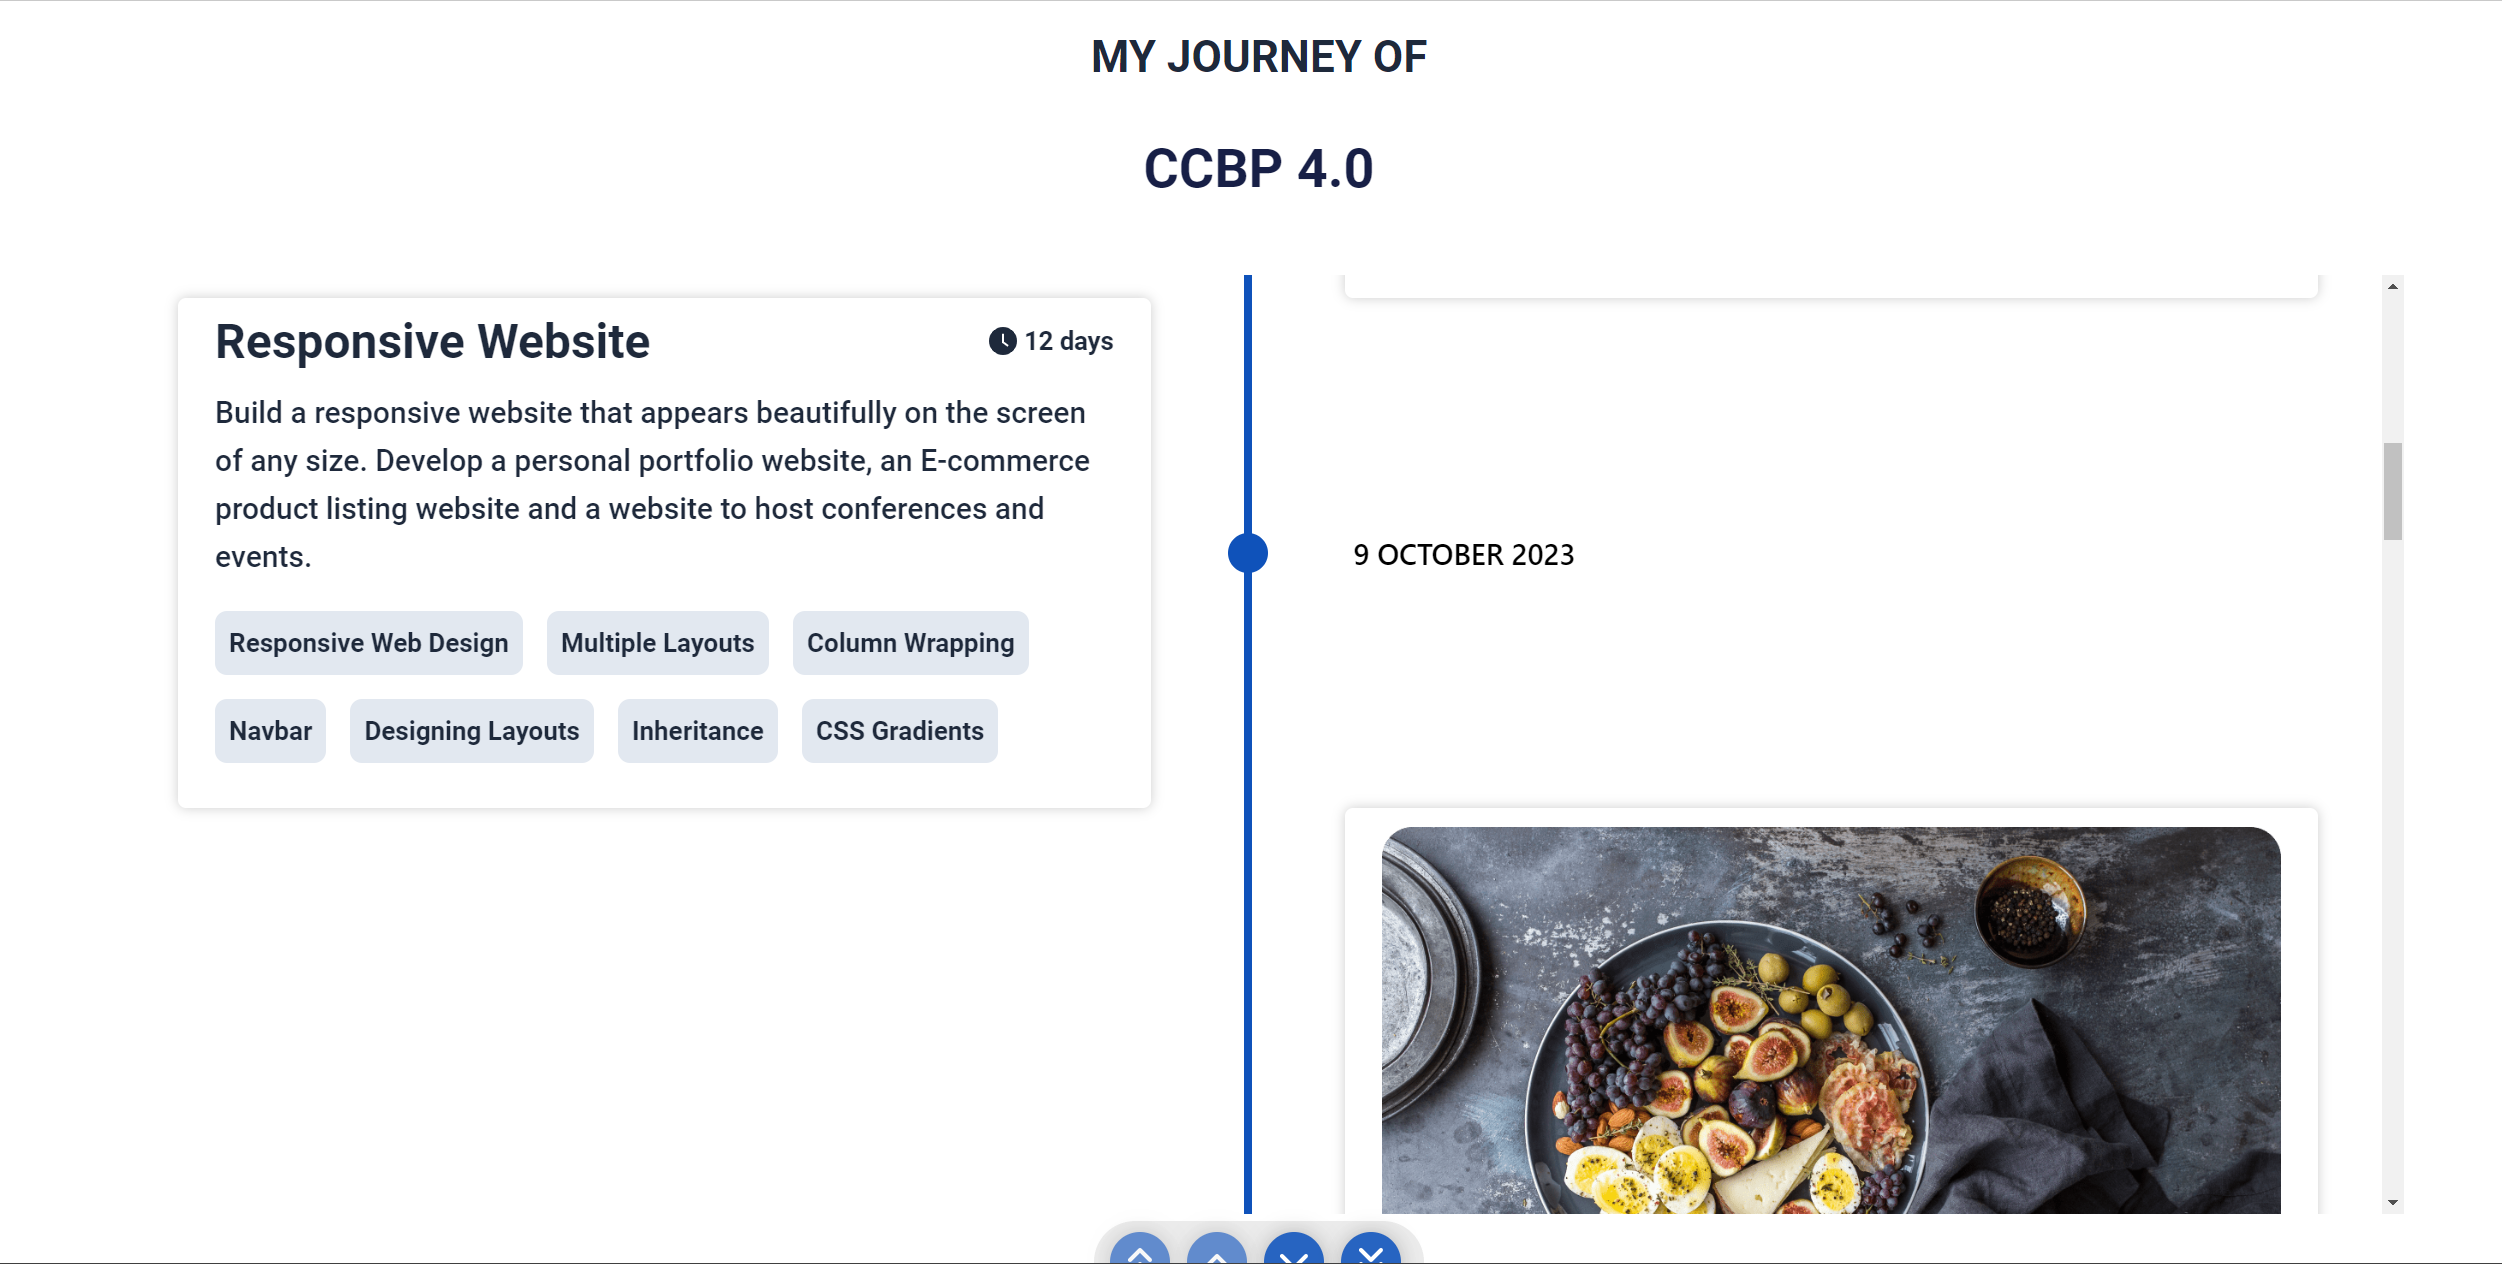 MY JOURNEY OF
CCBP 4.0
Responsive Website
12 days
Build a responsive website that appears beautifully on the screen
of any size. Develop a personal portfolio website, an E-commerce
product listing website and a website to host conferences and
events.
Responsive Web Design
Multiple Layouts
Column Wrapping
Navbar
Designing Layouts
Inheritance
CSS Gradients
9 OCTOBER 2023